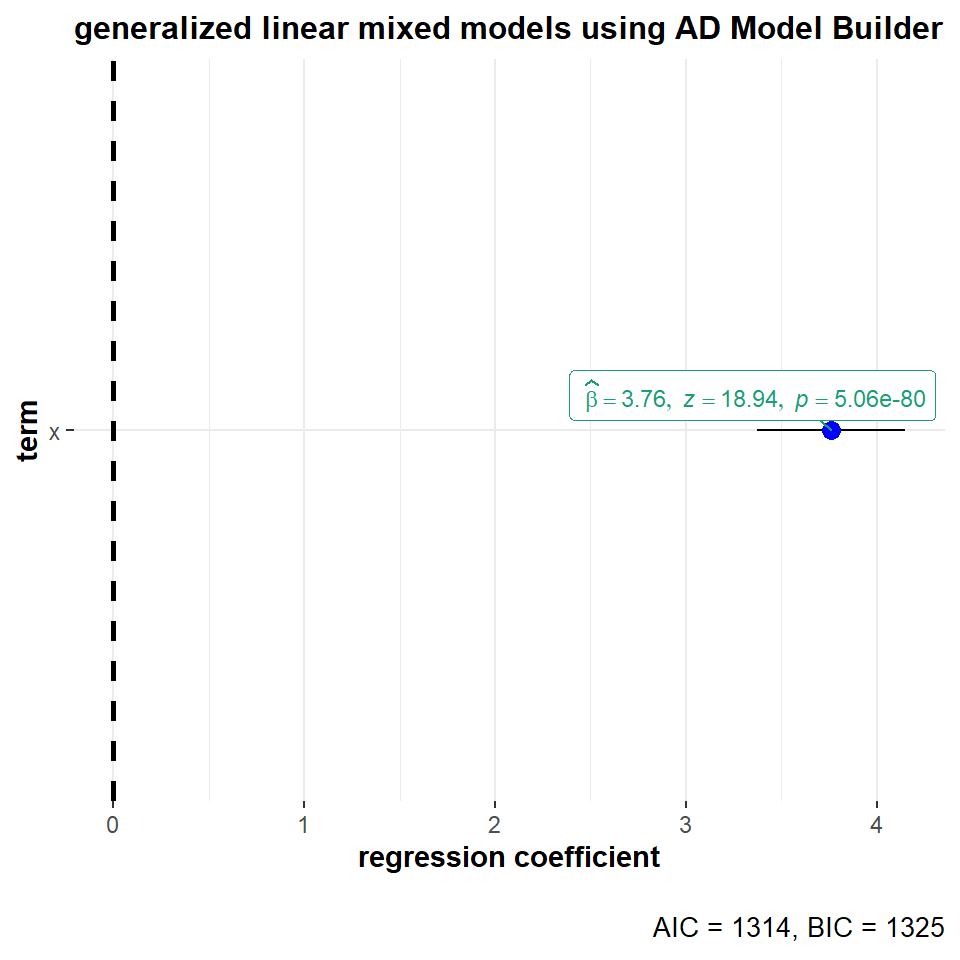 generalized linear mixed models using AD Model Builder
β̂ = 3.76, z = 18.94, p = 5.06e-80
term
x
0 1 2 3 4
regression coefficient
AIC = 1314, BIC = 1325